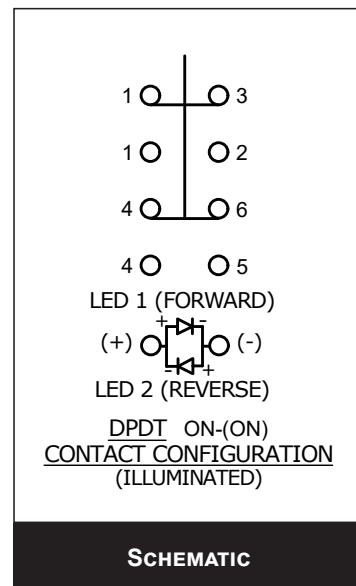 1 3
1 2
4 6
4 5
LED 1 (FORWARD)
+ -
(+) (-)
- +
LED 2 (REVERSE)
DPDT ON-(ON)
CONTACT CONFIGURATION
(ILLUMINATED)
SCHEMATIC